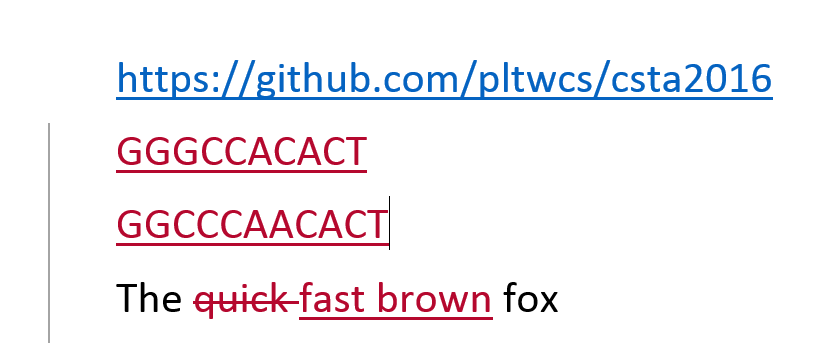 https://github.com/pltwcs/csta2016
GGGCCACACT
GGCCCAACACT
The quick fast brown fox